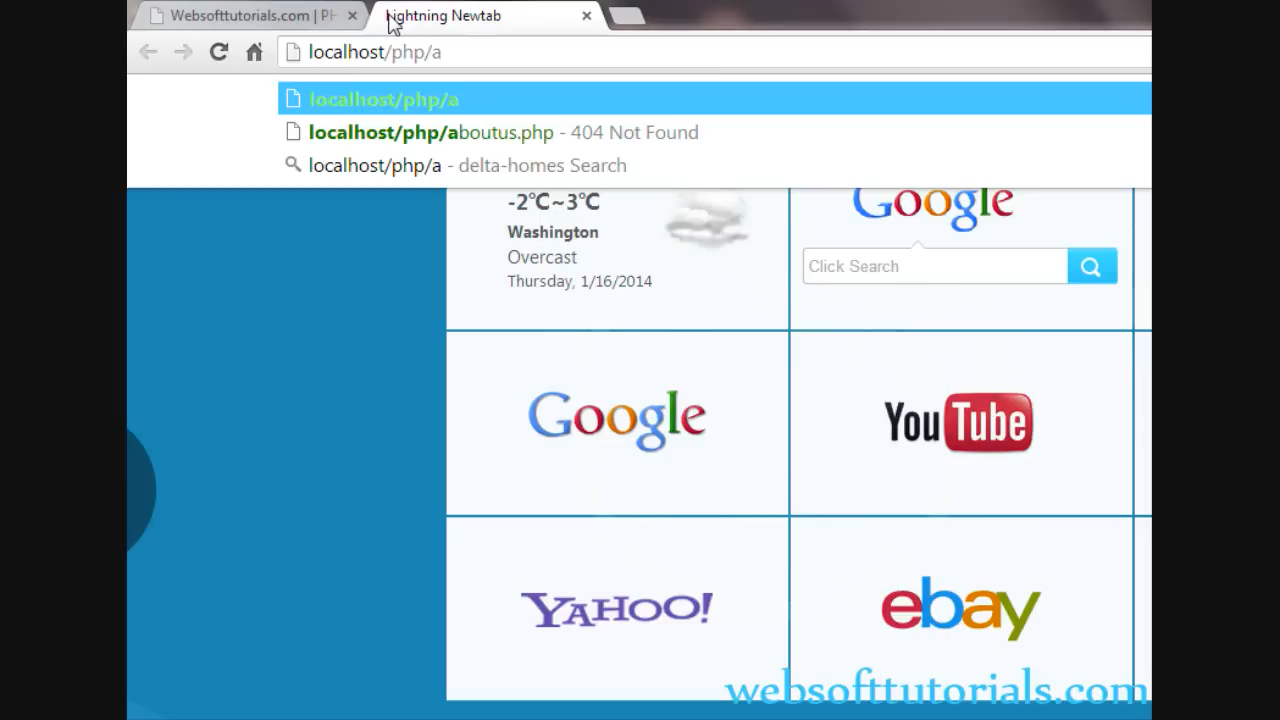 Websofttutorials.com | PH
Lightning Newtab
localhost/php/a
localhost/php/a
localhost/php/aboutus.php - 404 Not Found
localhost/php/a - delta-homes Search
-2°C~3°C
Washington
Overcast
Thursday, 1/16/2014
Google
Click Search
Google
YouTube
YAHOO!
ebay
websofttutorials.com